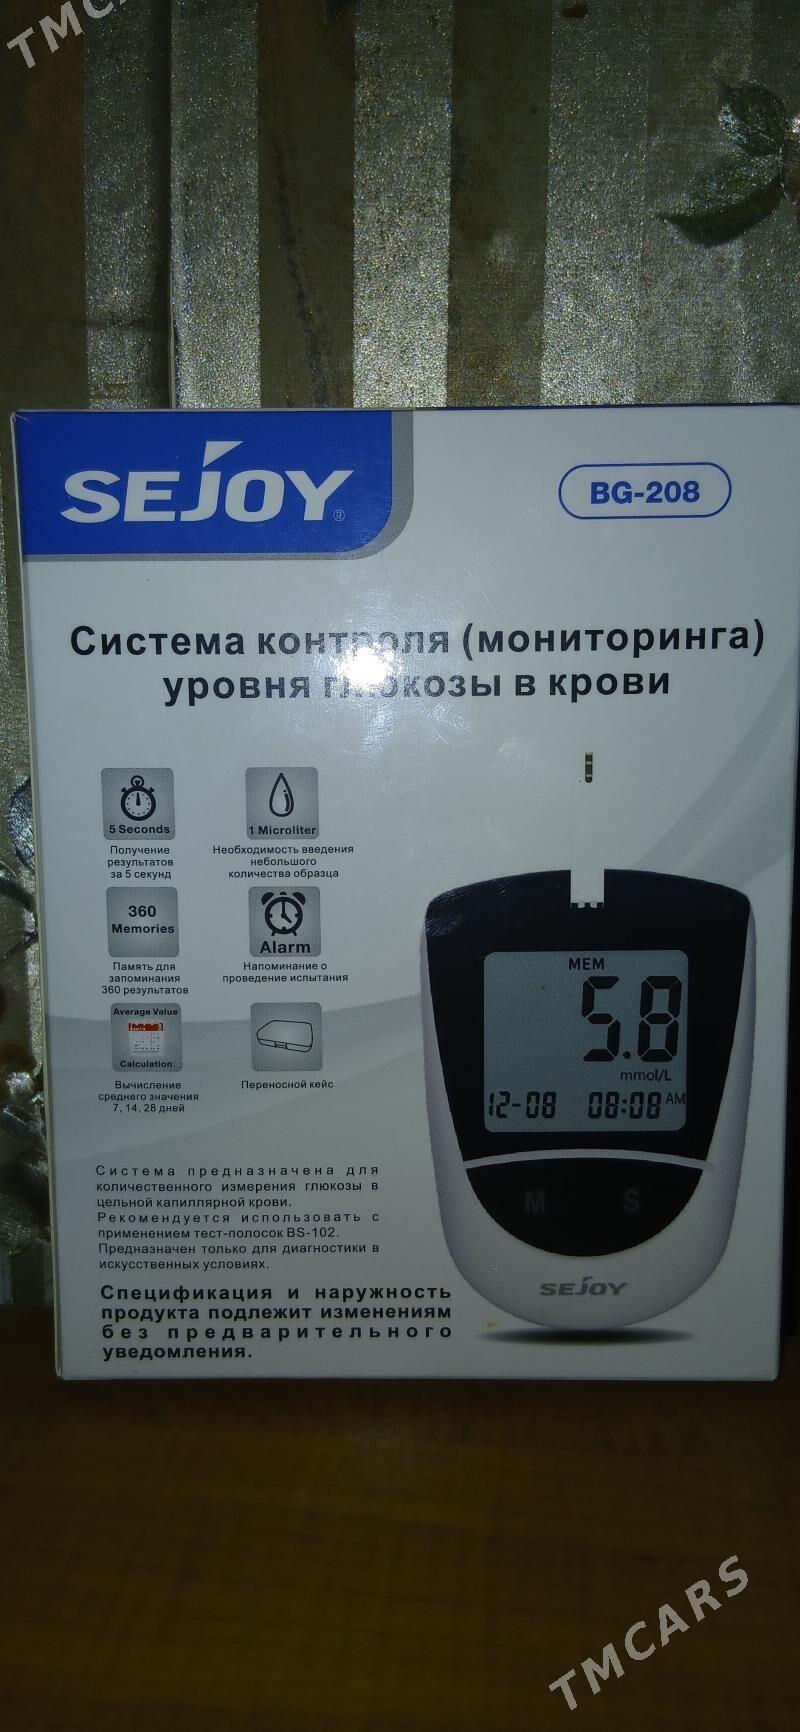 SEJOY®
BG-208
Система контроля (мониторинга)
уровня глюкозы в крови
5 Seconds
Получение
результатов
за 5 секунд
1 Microliter
Необходимость введения
небольшого
количества образца
360
Memories
Память для
запоминания
360 результатов
Alarm
Напоминание о
проведение испытания
Average Value
Calculation
Вычисление
среднего значения
7, 14, 28 дней
Переносной кейс
MEM
5.8
mmol/L
12-08 08:08 AM
M S
SEJOY
Система предназначена для
количественного измерения глюкозы в
цельной капиллярной крови.
Рекомендуется использовать с
применением тест-полосок BS-102.
Предназначен только для диагностики в
искусственных условиях.
Спецификация и наружность
продукта подлежит изменениям
без предварительного
уведомления.
TMCARS